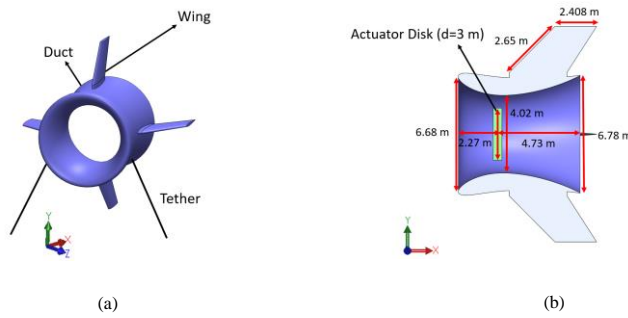 Wing
Duct
Tether
Y
X
Z
(a)
2.408 m
2.65 m
Actuator Disk (d=3 m)
4.02 m
6.68 m
2.27 m
4.73 m
6.78 m
Y
X
(b)